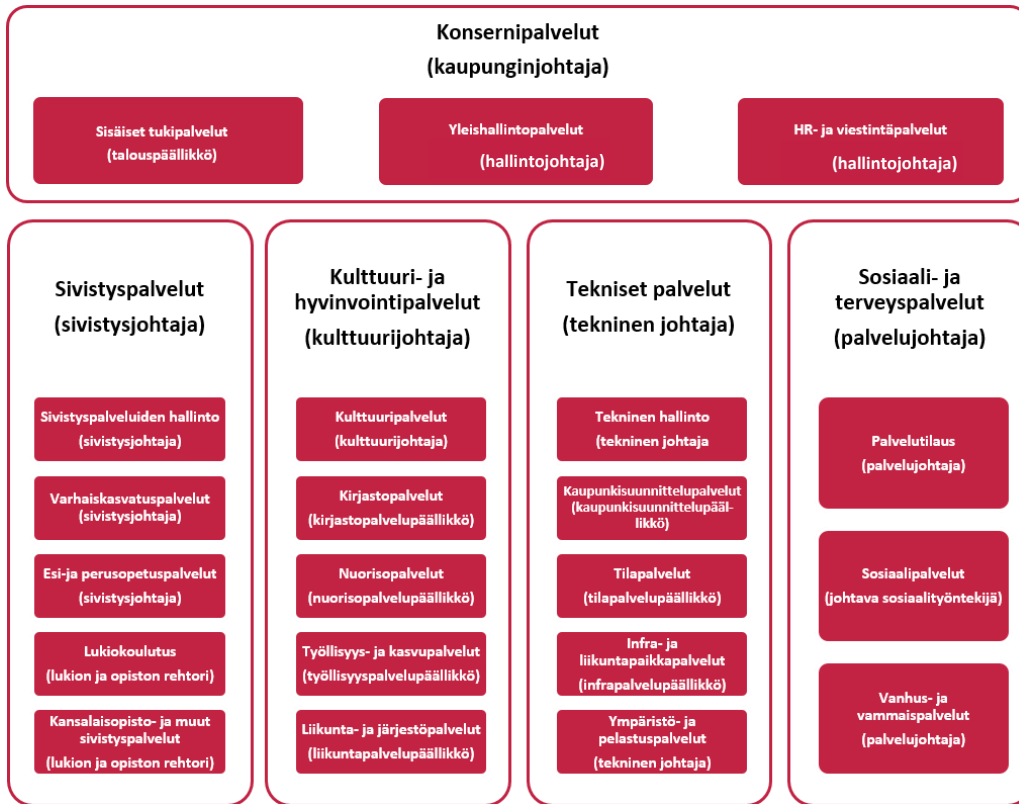 Konsernipalvelut
(kaupunginjohtaja)
Sisäiset tukipalvelut
(talouspäällikkö)
Yleishallintopalvelut
(hallintojohtaja)
HR- ja viestintäpalvelut
(hallintojohtaja)
Sivistyspalvelut
(sivistysjohtaja)
Sivistyspalveluiden hallinto
(sivistysjohtaja)
Varhaiskasvatuspalvelut
(sivistysjohtaja)
Esi-ja perusopetuspalvelut
(sivistysjohtaja)
Lukiokoulutus
(lukion ja opiston rehtori)
Kansalaisopisto- ja muut
sivistyspalvelut
(lukion ja opiston rehtori)
Kulttuuri- ja
hyvinvointipalvelut
(kulttuurijohtaja)
Kulttuuripalvelut
(kulttuurijohtaja)
Kirjastopalvelut
(kirjastopalvelupäällikkö)
Nuorisopalvelut
(nuorisopalvelupäällikkö)
Työllisyys- ja kasvupalvelut
(työllisyyspalvelupäällikkö)
Liikunta- ja järjestöpalvelut
(liikuntapalvelupäällikkö)
Tekniset palvelut
(tekninen johtaja)
Tekninen hallinto
(tekninen johtaja
Kaupunkisuunnittelupalvelut
(kaupunkisuunnittelupääl-
likkö)
Tilapalvelut
(tilapalvelupäällikkö)
Infra- ja
liikuntapaikkapalvelut
(infrapalvelupäällikkö)
Ympäristö- ja
pelastuspalvelut
(tekninen johtaja)
Sosiaali- ja
terveyspalvelut
(palvelujohtaja)
Palvelutilaus
(palvelujohtaja)
Sosiaalipalvelut
(johtava sosiaalityöntekijä)
Vanhus- ja
vammaispalvelut
(palvelujohtaja)